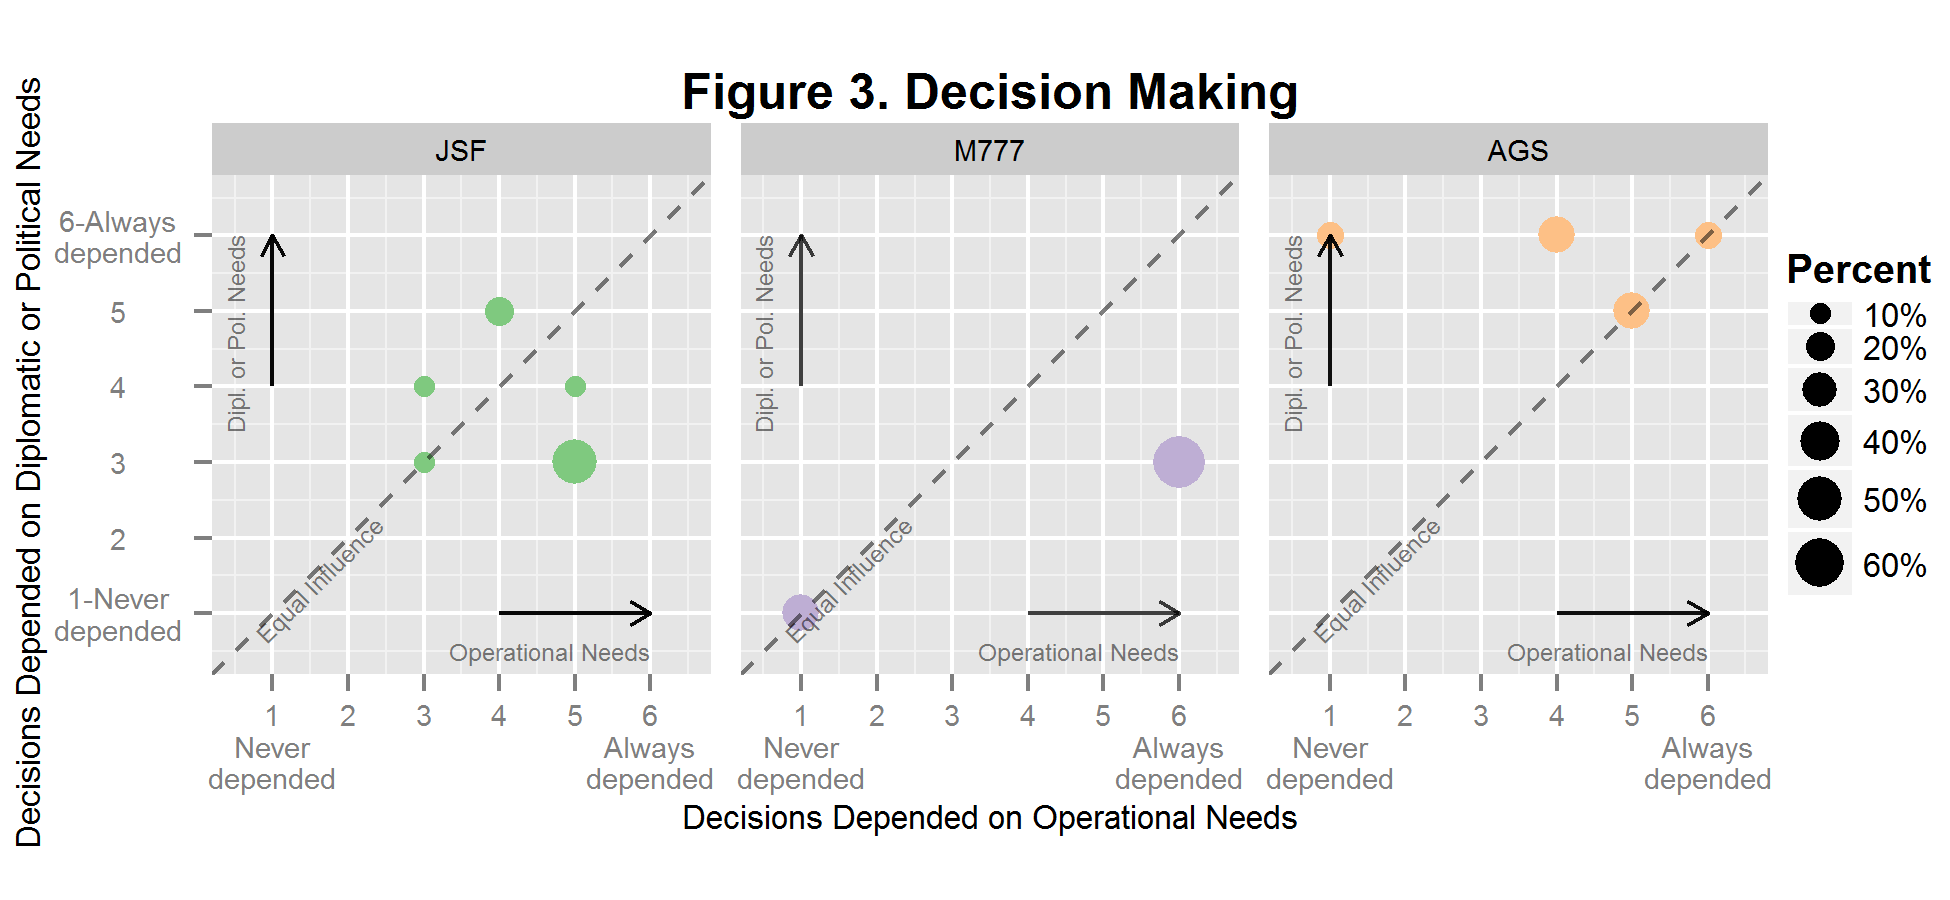 Figure 3. Decision Making
JSF
M777
AGS
Decisions Depended on Diplomatic or Political Needs
6-Always
depended
5
4
3
2
1-Never
depended
Dipl. or Pol. Needs
Equal Influence
Operational Needs
Dipl. or Pol. Needs
Equal Influence
Operational Needs
Dipl. or Pol. Needs
Equal Influence
Operational Needs
1 2 3 4 5 6
Never Always
depended depended
1 2 3 4 5 6
Never Always
depended depended
1 2 3 4 5 6
Never Always
depended depended
Decisions Depended on Operational Needs
Percent
10%
20%
30%
40%
50%
60%